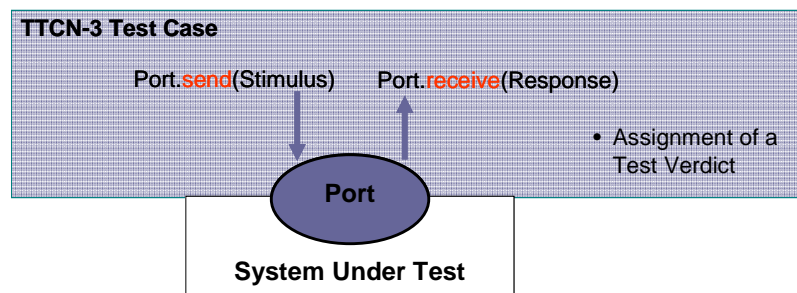 TTCN-3 Test Case
Port.send(Stimulus) Port.receive(Response)
• Assignment of a
Test Verdict
Port
System Under Test